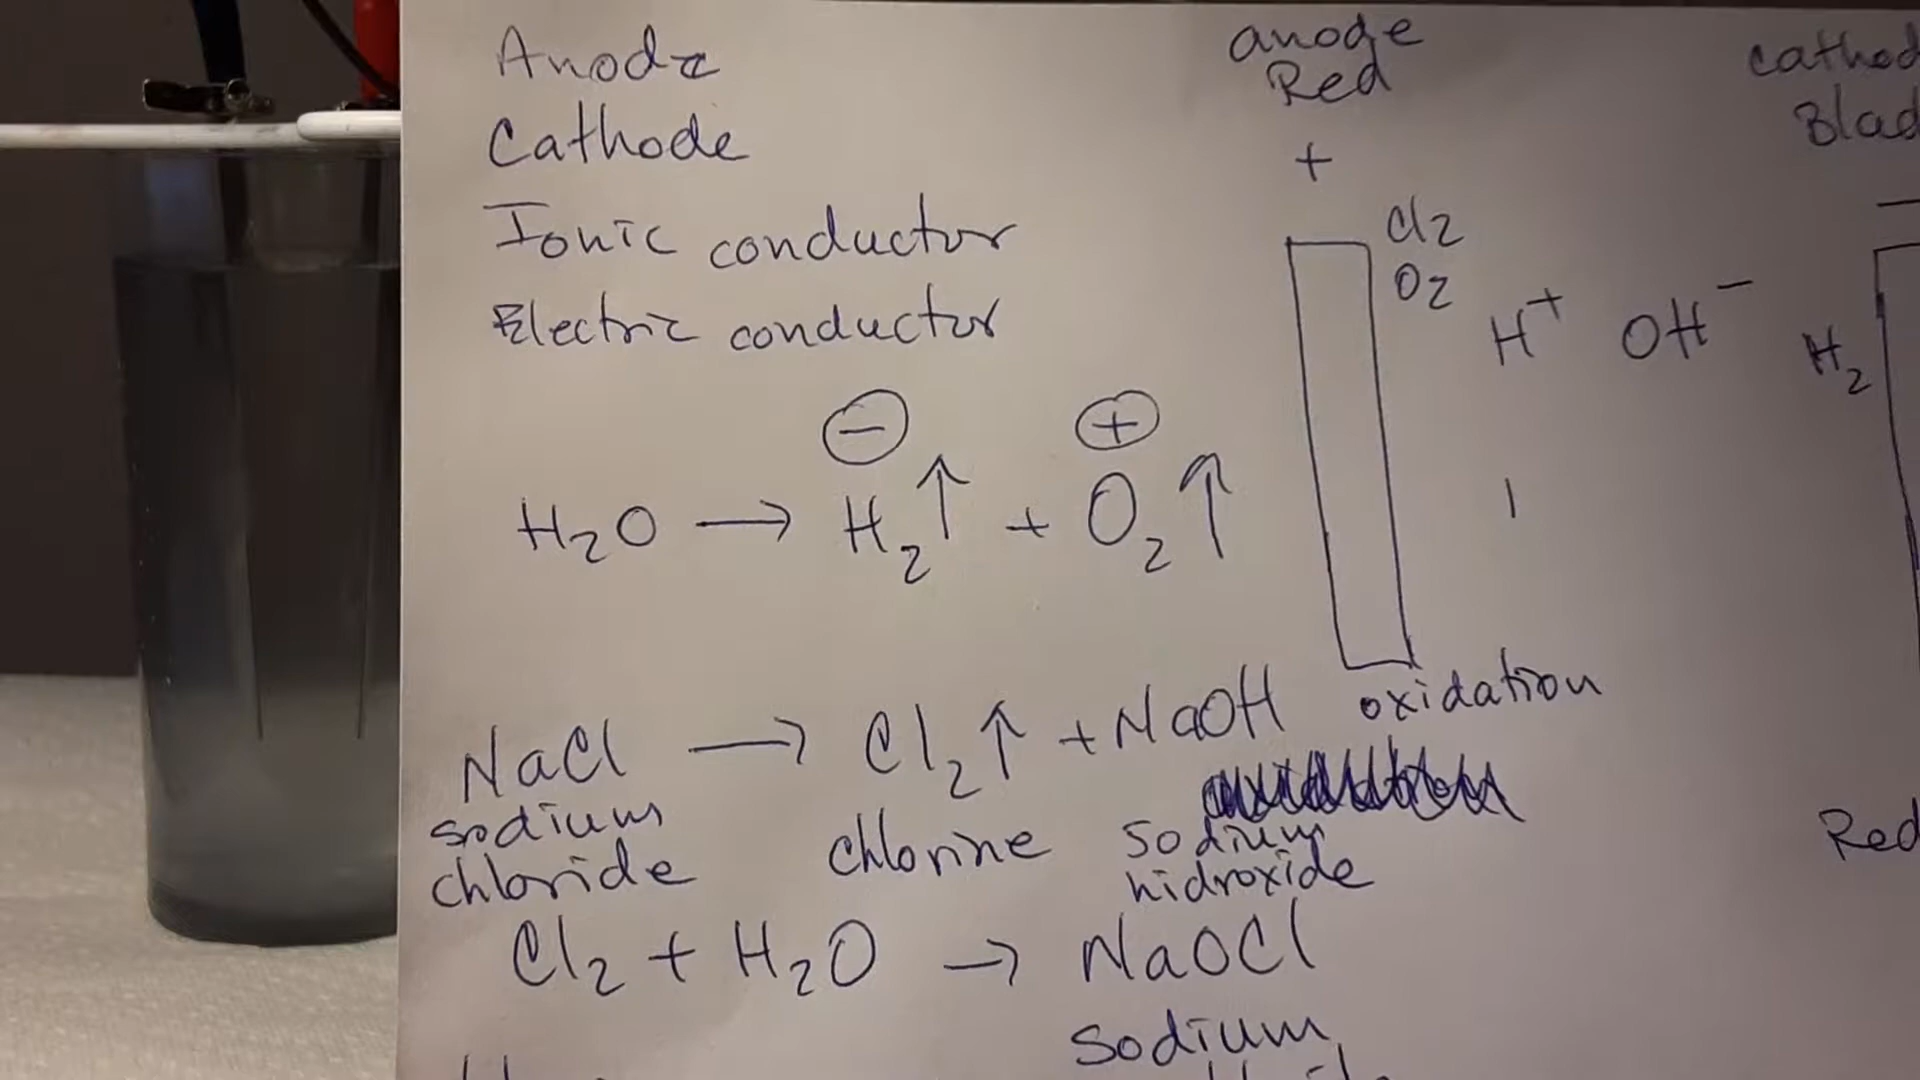 Anode
Cathode
Ionic conductor
Electric conductor
H2O → H2↑ + O2↑
NaCl → Cl2↑ + NaOH
sodium
chloride
chlorine
sodium
hidroxide
Cl2 + H2O → NaOCl
Sodium
anode
Red
+
Cl2
O2
H+ OH−
H2
oxidation
cathod
Blac
−
Red